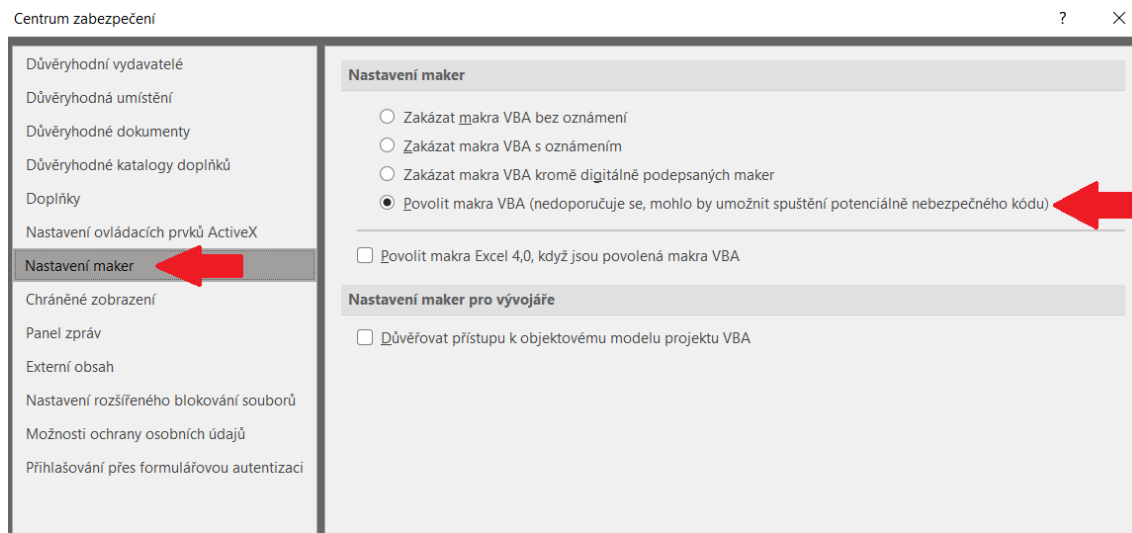 Centrum zabezpečení
?
Důvěryhodní vydavatelé
Důvěryhodná umístění
Důvěryhodné dokumenty
Důvěryhodné katalogy doplňků
Doplňky
Nastavení ovládacích prvků ActiveX
Nastavení maker
Chráněné zobrazení
Panel zpráv
Externí obsah
Nastavení rozšířeného blokování souborů
Možnosti ochrany osobních údajů
Přihlašování přes formulářovou autentizaci
Nastavení maker
Zakázat makra VBA bez oznámení
Zakázat makra VBA s oznámením
Zakázat makra VBA kromě digitálně podepsaných maker
Povolit makra VBA (nedoporučuje se, mohlo by umožnit spuštění potenciálně nebezpečného kódu)
Povolit makra Excel 4,0, když jsou povolená makra VBA
Nastavení maker pro vývojáře
Důvěřovat přístupu k objektovému modelu projektu VBA